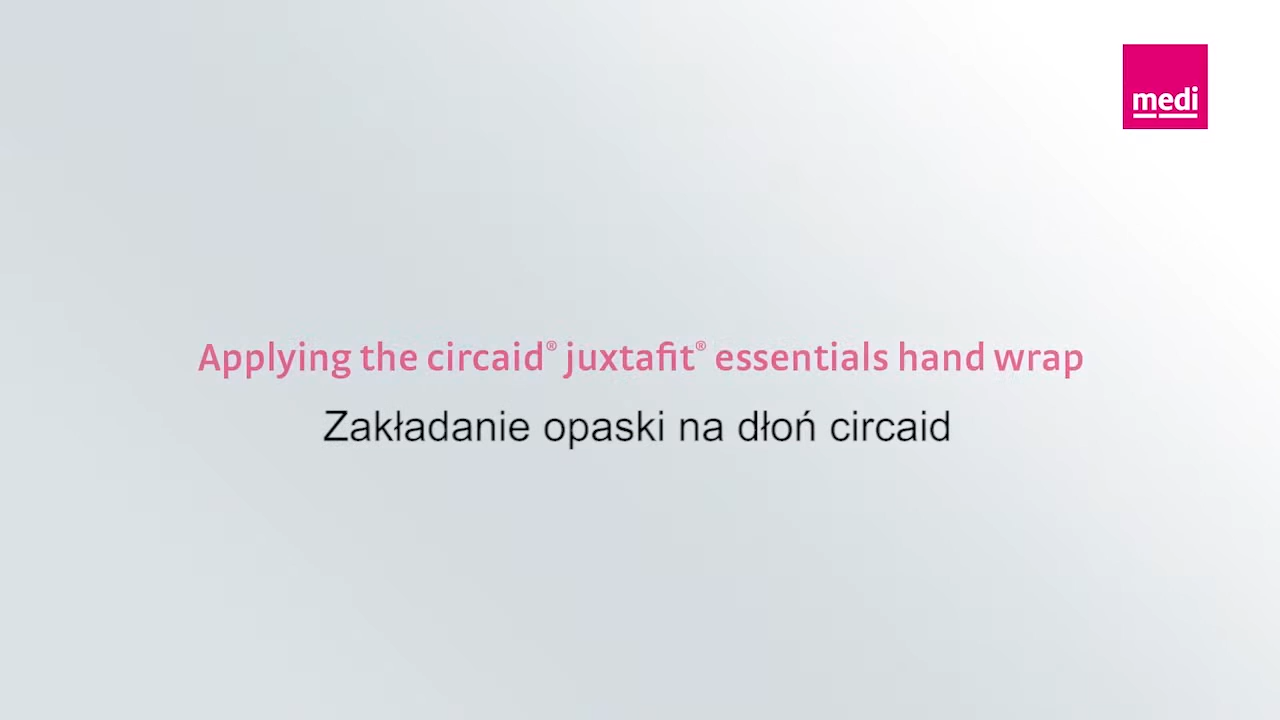 medi
Applying the circaid® juxtafit® essentials hand wrap
Zakładanie opaski na dłoń circaid